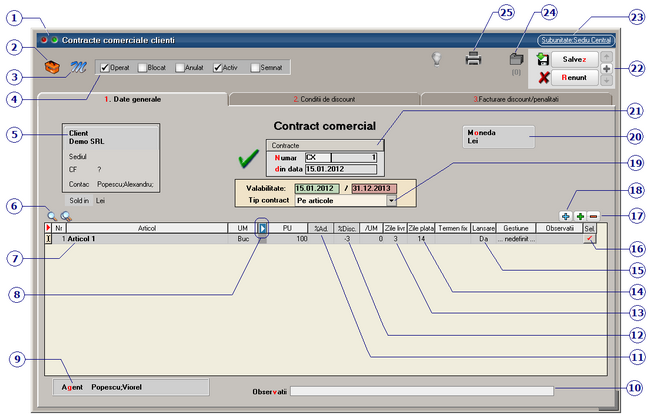 1
25
24
23
Contracte comerciale clienti
Subunitate:Sediu Central
2
3
4
Operat Blocat Anulat Activ Semnat
(0)
Salvez
Renunt
22
1. Date generale
2. Conditii de discount
3.Facturare discount/penalitati
5
Client
Demo SRL
Sediul
CF ?
Contac Popescu;Alexandru;
Sold in Lei
Contract comercial
Contracte
Numar CX 1
din data 15.01.2012
21
Moneda
Lei
20
Valabilitate: 15.01.2012 / 31.12.2013
Tip contract Pe articole
19
18
6
17
Nr Articol UM PU %Ad. %Disc. /UM Zile livr Zile plata Termen fix Lansare Gestiune Observatii Sel
1 Articol 1 Buc 100 -3 0 3 14 Da ... nedefinit ...
7
16
15
8
14
13
12
11
9
Agent Popescu;Viorel
Observatii
10